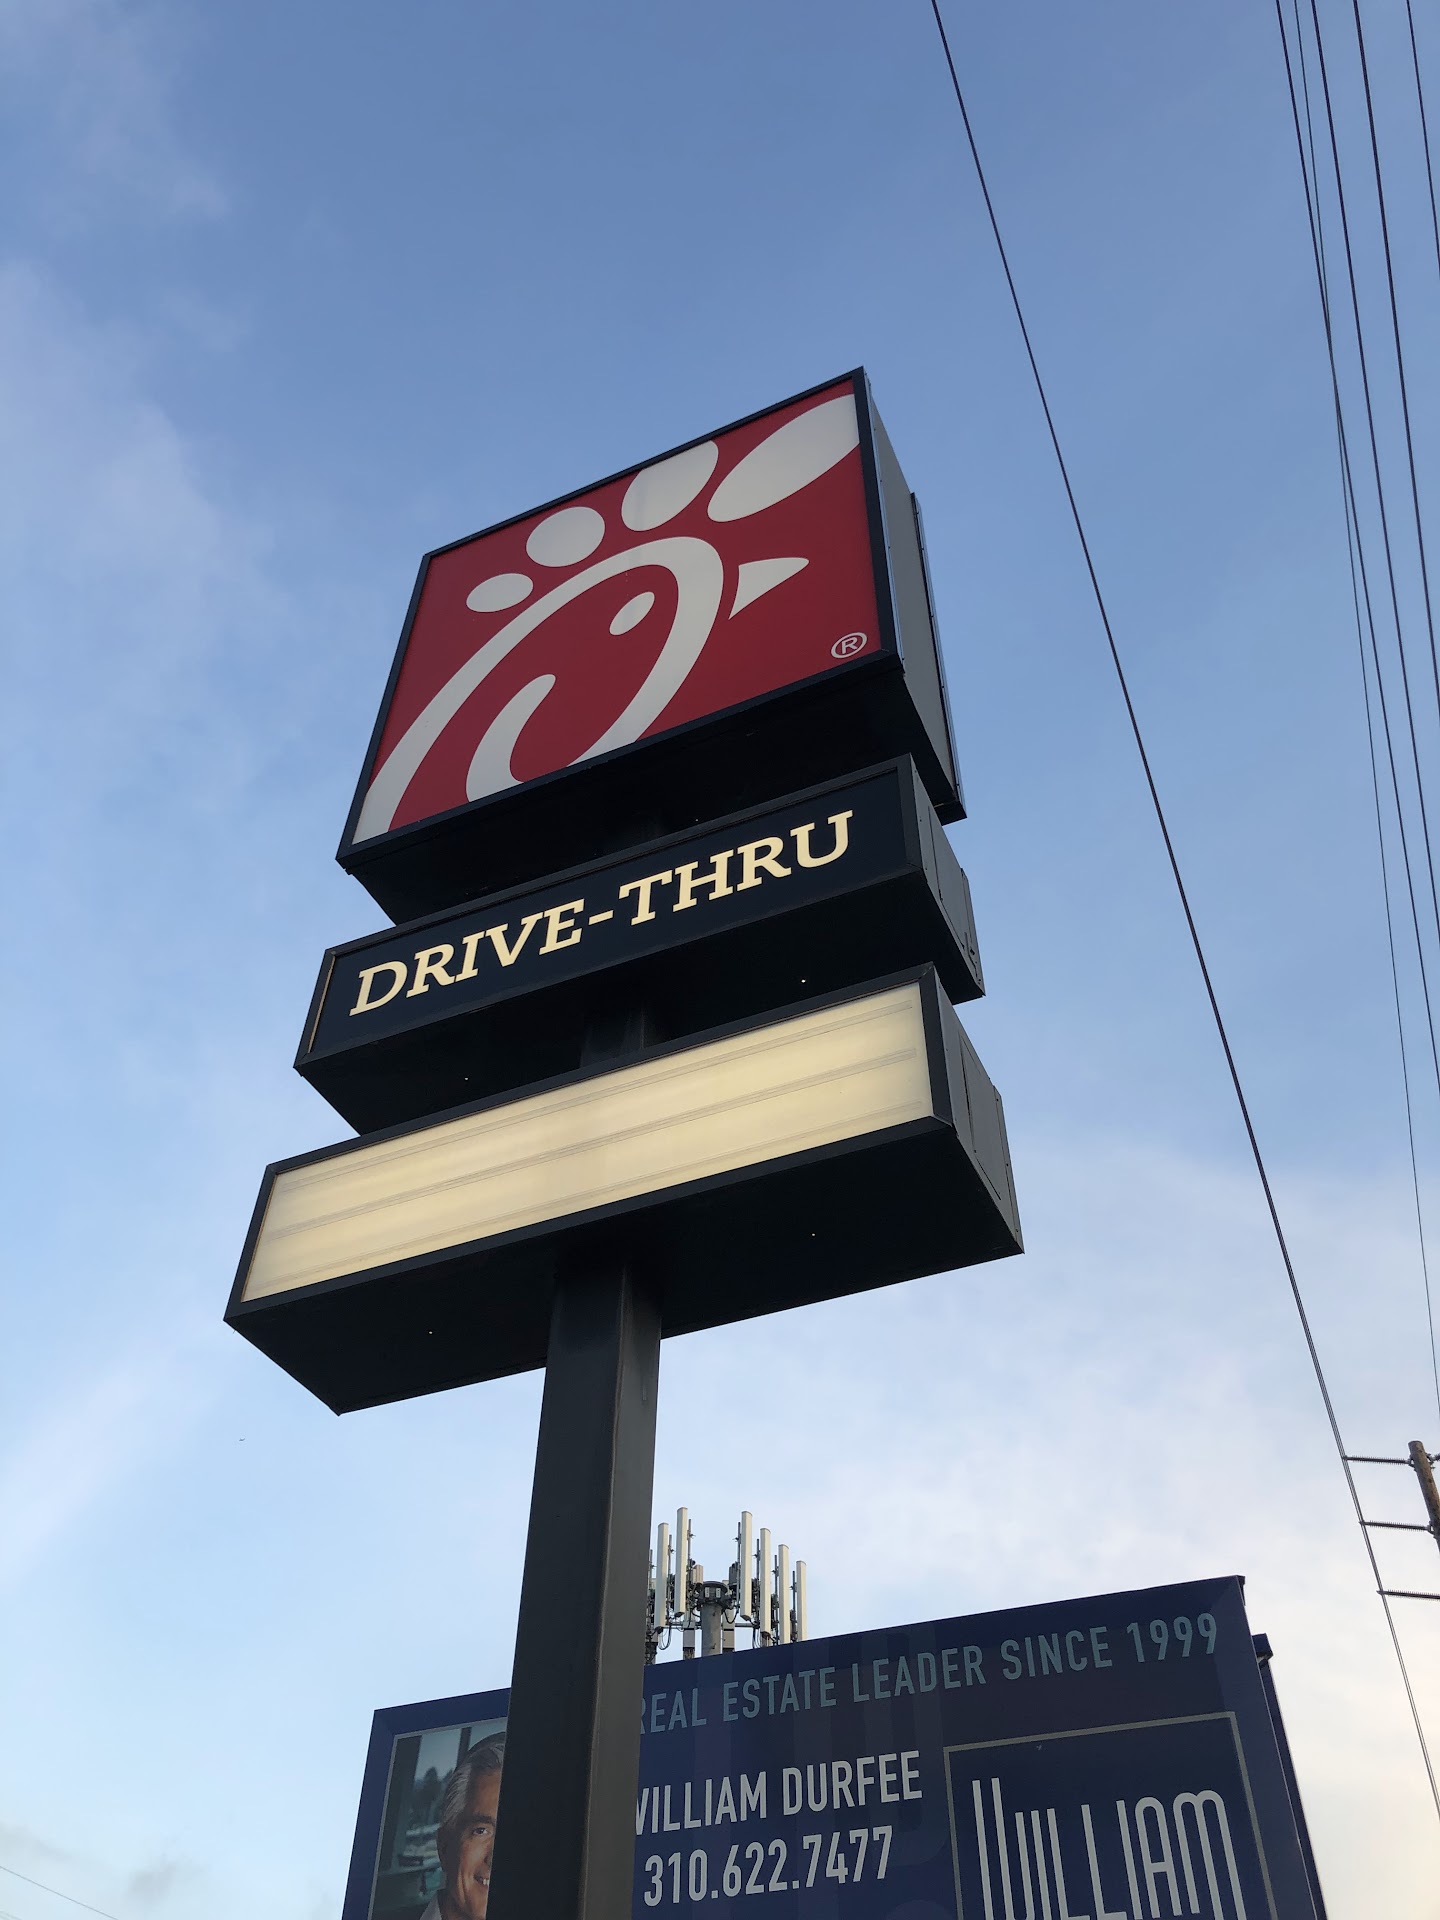 ®
DRIVE-THRU
REAL ESTATE LEADER SINCE 1999
WILLIAM DURFEE
310.622.7477
WILLIAM